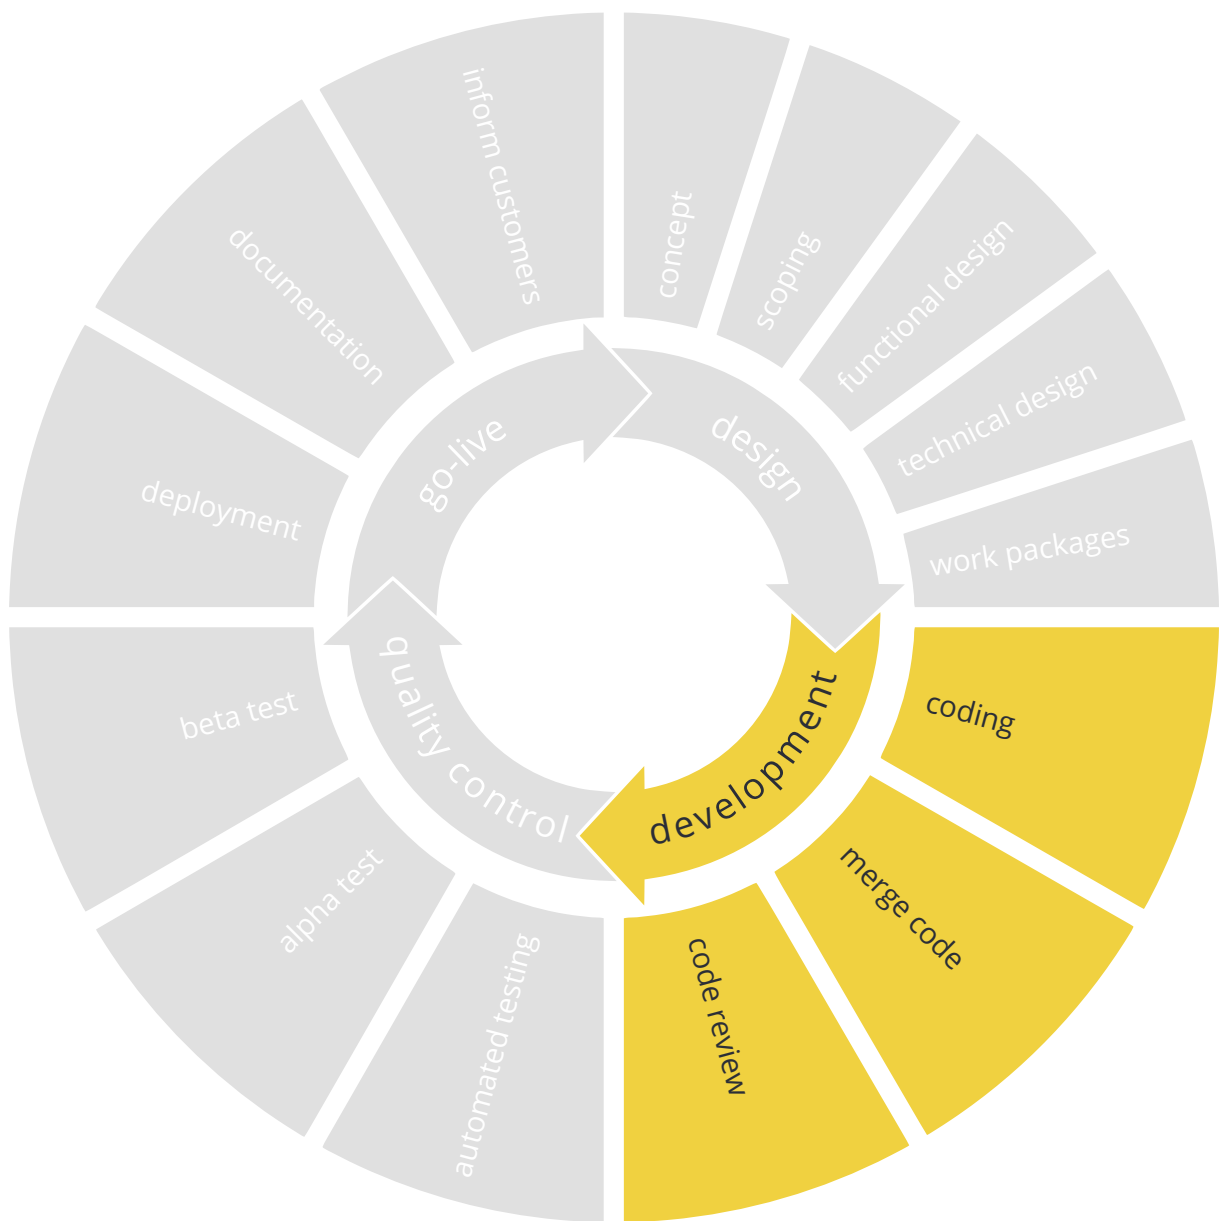 concept
scoping
functional design
technical design
work packages
coding
merge code
code review
automated testing
alpha test
beta test
deployment
documentation
inform customers
design
development
quality control
go-live